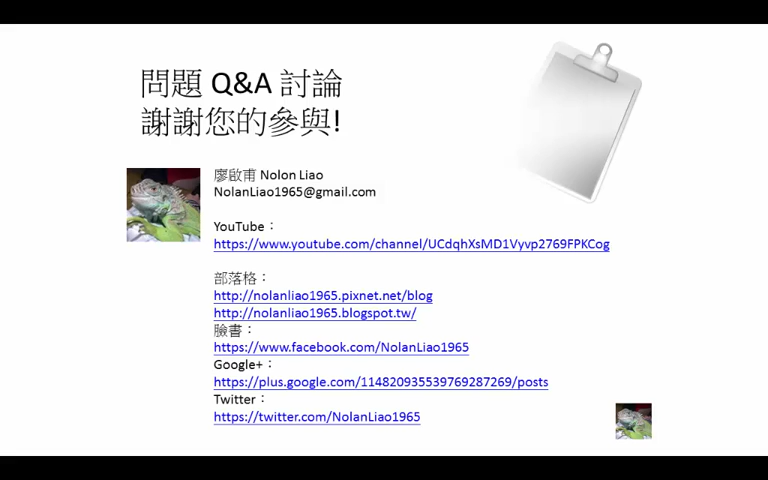 問題 Q&A 討論
謝謝您的參與!
廖啟甫 Nolon Liao
NolanLiao1965@gmail.com
YouTube：
https://www.youtube.com/channel/UCdqhXsMD1Vyvp2769FPKCog
部落格：
http://nolanliao1965.pixnet.net/blog
http://nolanliao1965.blogspot.tw/
臉書：
https://www.facebook.com/NolanLiao1965
Google+：
https://plus.google.com/114820935539769287269/posts
Twitter：
https://twitter.com/NolanLiao1965